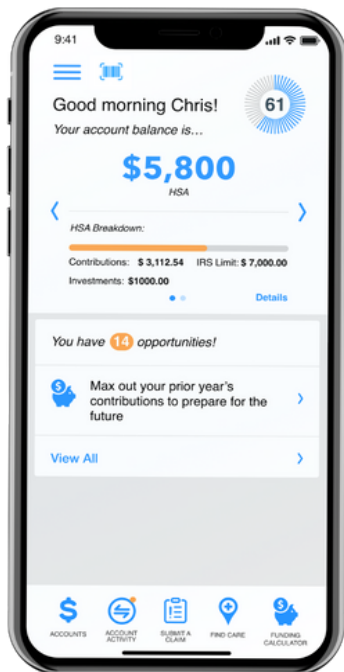 9:41
Good morning Chris!
61
Your account balance is...
$5,800
HSA
HSA Breakdown:
Contributions: $ 3,112.54 IRS Limit: $ 7,000.00
Investments: $1000.00
Details
You have 14 opportunities!
Max out your prior year's
contributions to prepare for the
future
View All
ACCOUNTS
ACCOUNT
ACTIVITY
SUBMIT A
CLAIM
FIND CARE
FUNDING
CALCULATOR